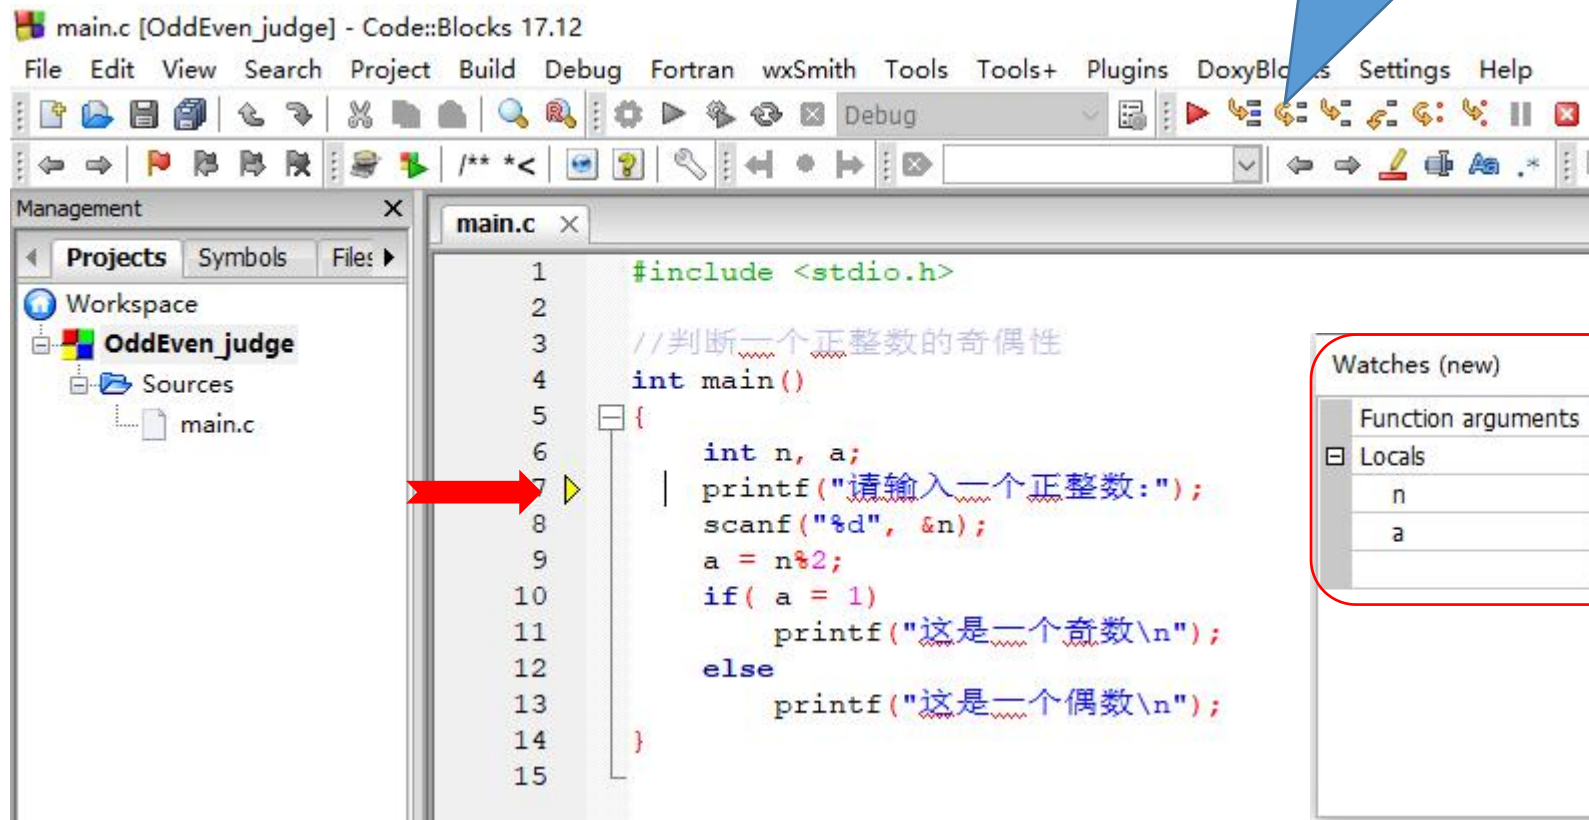 main.c [OddEven_judge] - Code::Blocks 17.12
File Edit View Search Project Build Debug Fortran wxSmith Tools Tools+ Plugins Settings Help
Debug
/** *<
Management
main.c
Projects Symbols
Workspace
OddEven_judge
Sources
main.c
1 #include <stdio.h>
2
3 //判断一个正整数的奇偶性
4 int main()
5 {
6 int n, a;
7 printf("请输入一个正整数:");
8 scanf("%d", &n);
9 a = n%2;
10 if( a = 1)
11 printf("这是一个奇数\n");
12 else
13 printf("这是一个偶数\n");
14 }
15
Watches (new)
Function arguments
Locals
n
a